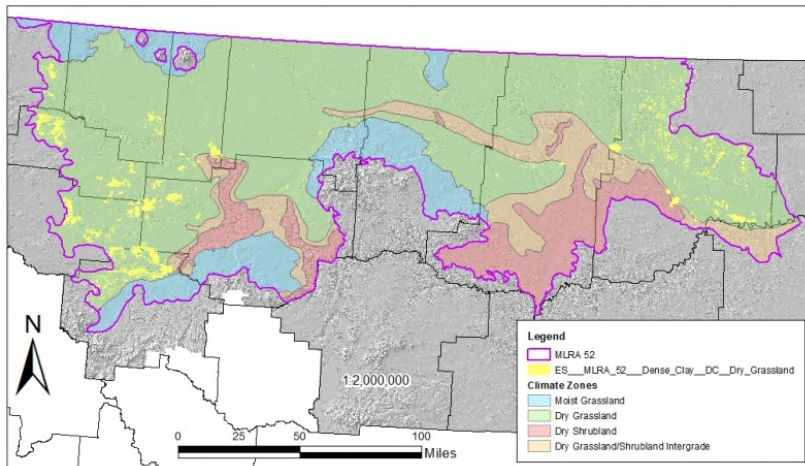 N
1:2,000,000
0 25 50 100
Miles
Legend
MLRA 52
ES___MLRA_52___Dense_Clay__DC__Dry_Grassland
Climate Zones
Moist Grassland
Dry Grassland
Dry Shrubland
Dry Grassland/Shrubland Intergrade